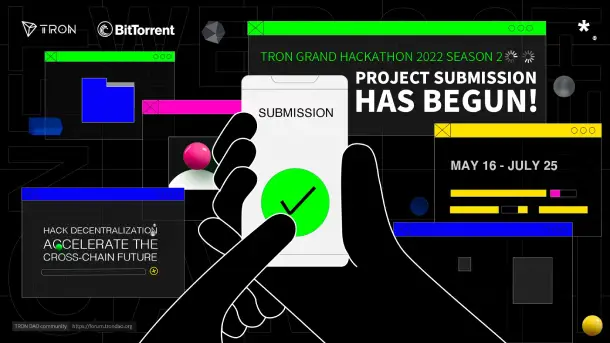 TRON
BitTorrent
TRON GRAND HACKATHON 2022 SEASON 2
PROJECT SUBMISSION
HAS BEGUN!
SUBMISSION
MAY 16 - JULY 25
HACK DECENTRALIZATION
ACCELERATE THE
CROSS-CHAIN FUTURE
TRON DAO community https://forum.trondao.org